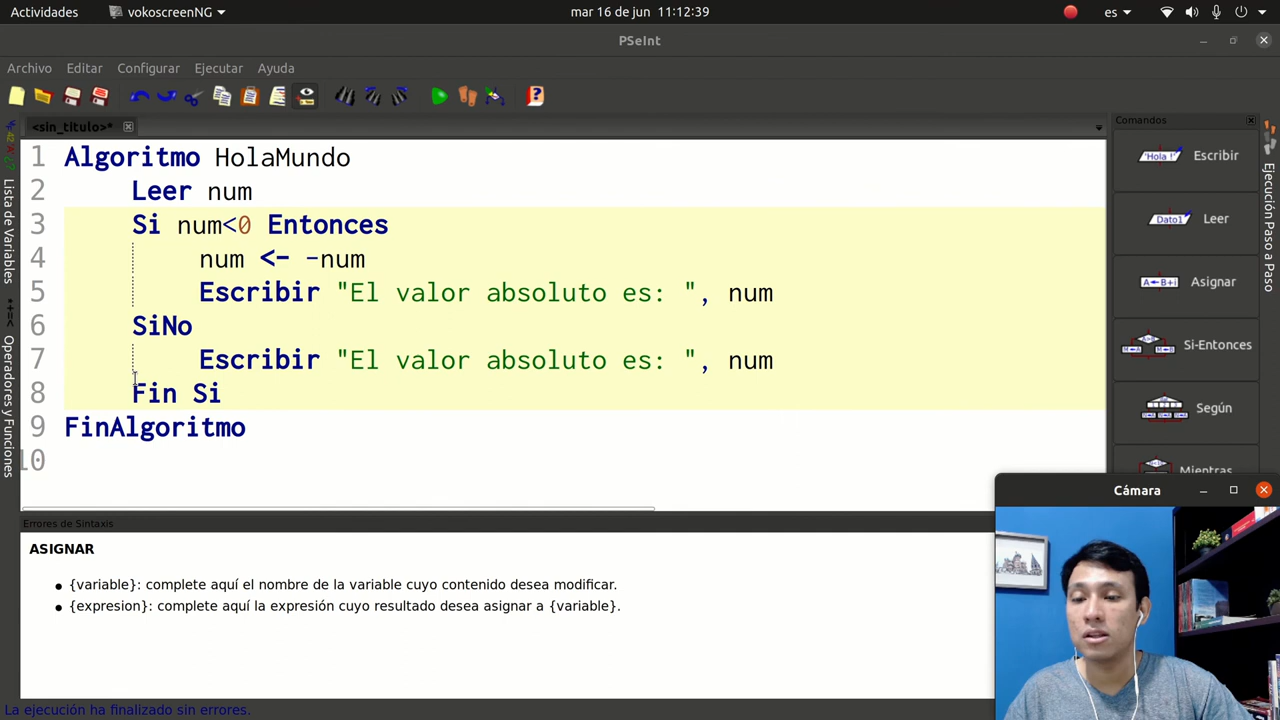 Actividades
vokoscreenNG
mar 16 de jun 11:12:39
es
PSeInt
Archivo Editar Configurar Ejecutar Ayuda
<sin_titulo>*
Comandos
Lista de Variables
Operadores y Funciones
1 Algoritmo HolaMundo
2 Leer num
3 Si num<0 Entonces
4 num <- -num
5 Escribir "El valor absoluto es: ", num
6 SiNo
7 Escribir "El valor absoluto es: ", num
8 Fin Si
9 FinAlgoritmo
10
'Hola !' Escribir
Dato1 Leer
A←B+i Asignar
Si-Entonces
Según
Mientras
Ejecución Paso a Paso
Cámara
Errores de Sintaxis
ASIGNAR
• {variable}: complete aquí el nombre de la variable cuyo contenido desea modificar.
• {expresion}: complete aquí la expresión cuyo resultado desea asignar a {variable}.
La ejecución ha finalizado sin errores.